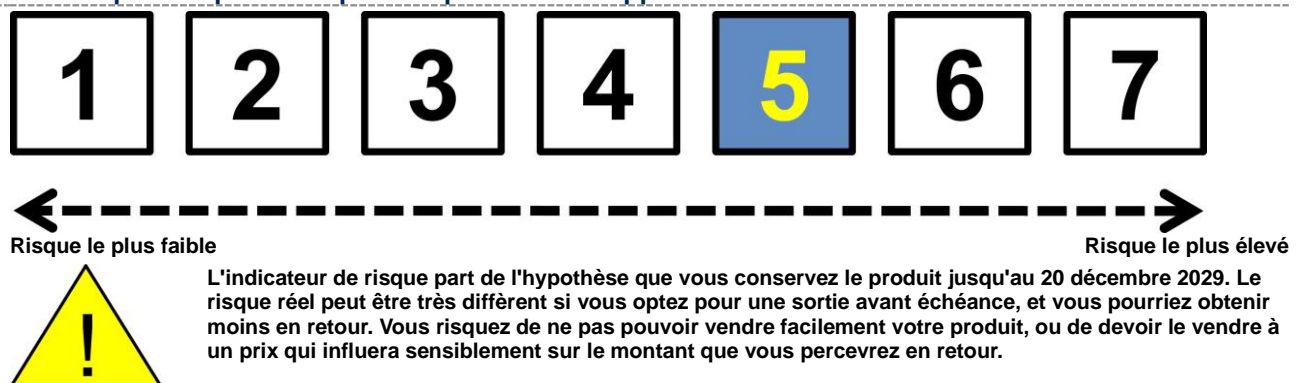 1 2 3 4 5 6 7
Risque le plus faible Risque le plus élevé
L'indicateur de risque part de l'hypothèse que vous conservez le produit jusqu'au 20 décembre 2029. Le
risque réel peut être très diffèrent si vous optez pour une sortie avant échéance, et vous pourriez obtenir
moins en retour. Vous risquez de ne pas pouvoir vendre facilement votre produit, ou de devoir le vendre à
un prix qui influera sensiblement sur le montant que vous percevrez en retour.
!